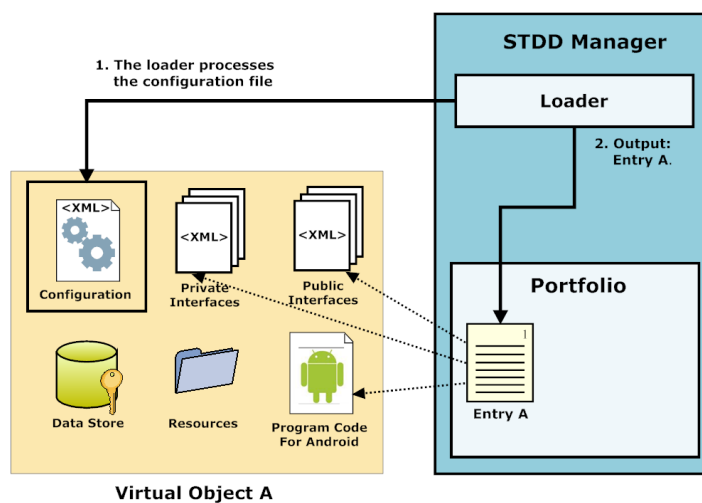 STDD Manager
1. The loader processes
the configuration file
Loader
2. Output:
Entry A.
<XML>
Configuration
<XML>
Private
Interfaces
<XML>
Public
Interfaces
Portfolio
Data Store
Resources
Program Code
For Android
Entry A
Virtual Object A